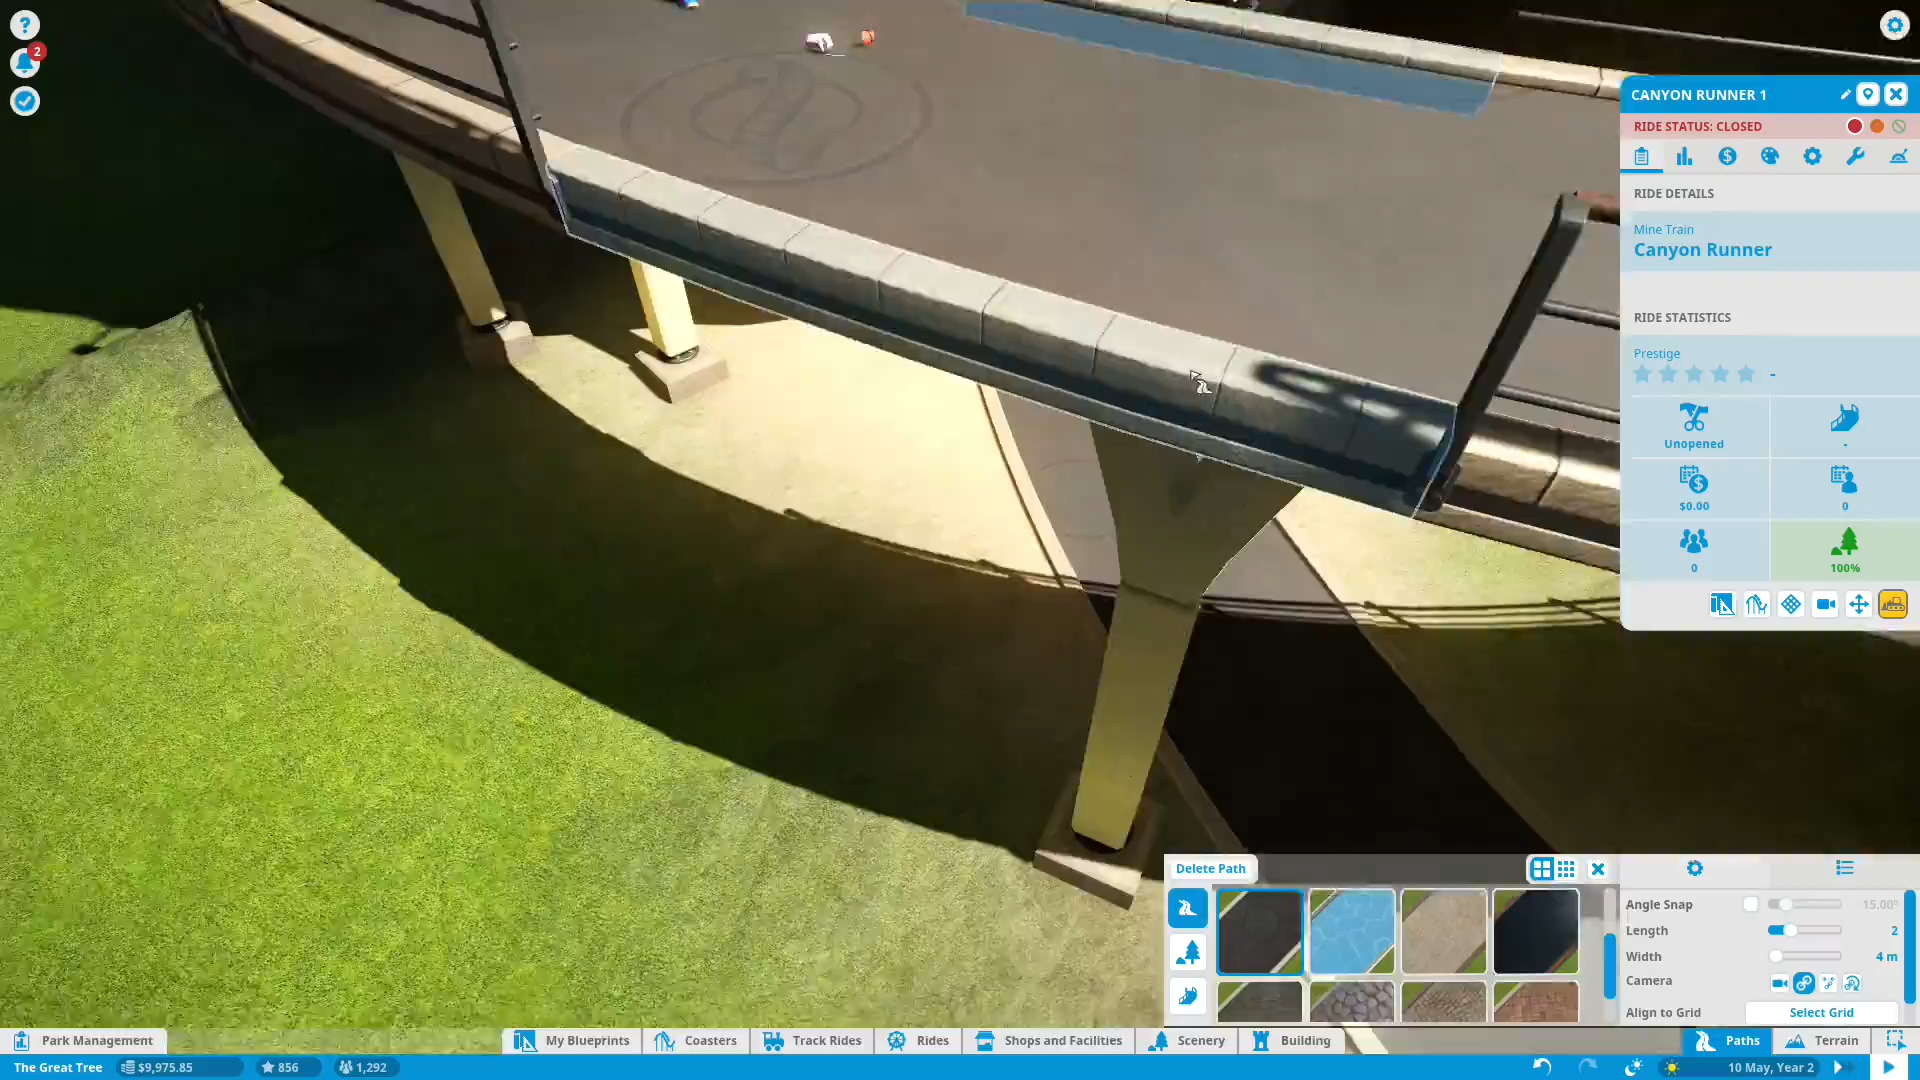 ?
2
CANYON RUNNER 1
RIDE STATUS: CLOSED
RIDE DETAILS
Mine Train
Canyon Runner
RIDE STATISTICS
Prestige
-
Unopened
-
$0.00
0
0
100%
Delete Path
Angle Snap 15.00°
Length 2
Width 4 m
Camera
Align to Grid Select Grid
Park Management My Blueprints Coasters Track Rides Rides Shops and Facilities Scenery Building Paths Terrain
The Great Tree $9,975.85 856 1,292 10 May, Year 2